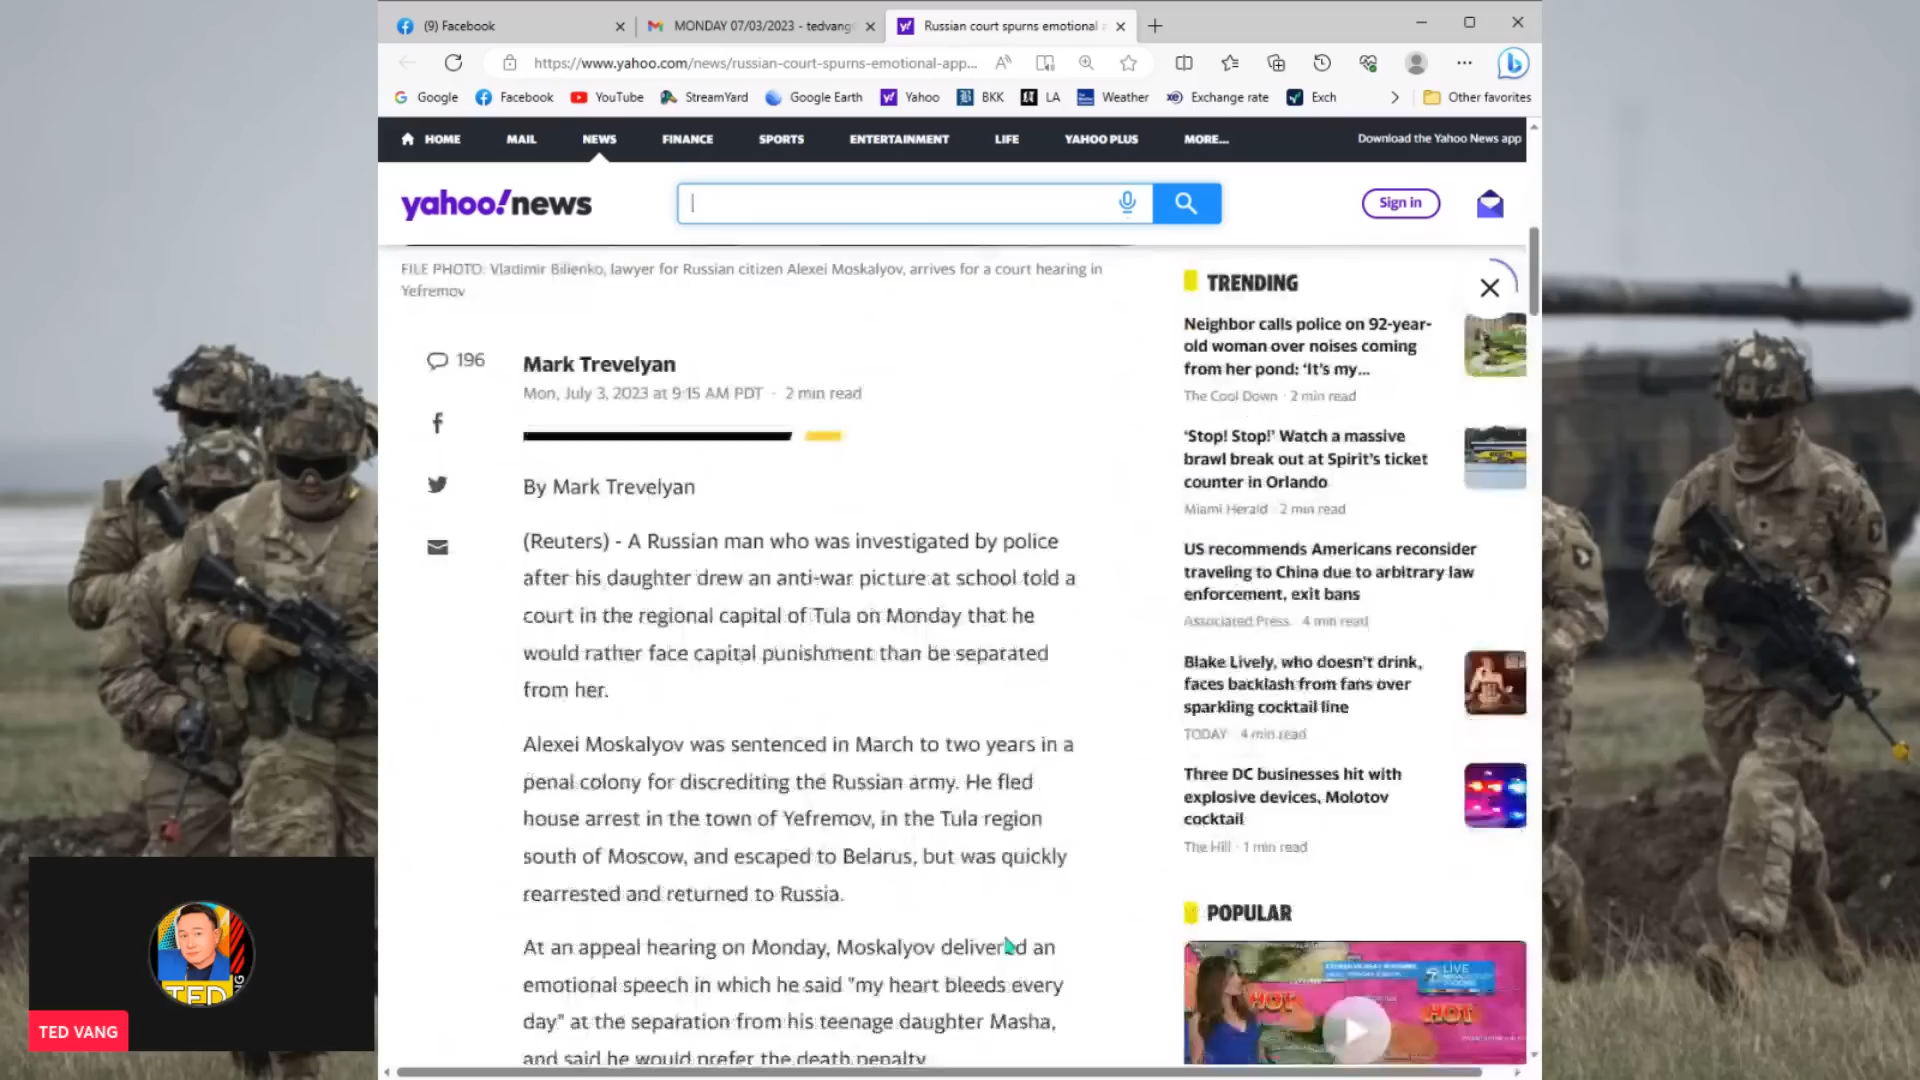 (9) Facebook
MONDAY 07/03/2023 - tedvang
Russian court spurns emotional
https://www.yahoo.com/news/russian-court-spurns-emotional-app...
Google
Facebook
YouTube
StreamYard
Google Earth
Yahoo
BKK
LA
Weather
Exchange rate
Exch
Other favorites
HOME
MAIL
NEWS
FINANCE
SPORTS
ENTERTAINMENT
LIFE
YAHOO PLUS
MORE...
Download the Yahoo News app
yahoo!news
Sign in
FILE PHOTO: Vladimir Bilienko, lawyer for Russian citizen Alexei Moskalyov, arrives for a court hearing in
Yefremov
196
Mark Trevelyan
Mon, July 3, 2023 at 9:15 AM PDT · 2 min read
By Mark Trevelyan
(Reuters) - A Russian man who was investigated by police
after his daughter drew an anti-war picture at school told a
court in the regional capital of Tula on Monday that he
would rather face capital punishment than be separated
from her.
Alexei Moskalyov was sentenced in March to two years in a
penal colony for discrediting the Russian army. He fled
house arrest in the town of Yefremov, in the Tula region
south of Moscow, and escaped to Belarus, but was quickly
rearrested and returned to Russia.
At an appeal hearing on Monday, Moskalyov delivered an
emotional speech in which he said "my heart bleeds every
day" at the separation from his teenage daughter Masha,
and said he would prefer the death penalty
TRENDING
Neighbor calls police on 92-year-
old woman over noises coming
from her pond: ‘It's my...
The Cool Down · 2 min read
‘Stop! Stop!’ Watch a massive
brawl break out at Spirit’s ticket
counter in Orlando
Miami Herald · 2 min read
US recommends Americans reconsider
traveling to China due to arbitrary law
enforcement, exit bans
Associated Press · 4 min read
Blake Lively, who doesn't drink,
faces backlash from fans over
sparkling cocktail line
TODAY · 4 min read
Three DC businesses hit with
explosive devices, Molotov
cocktail
The Hill · 1 min read
POPULAR
LIVE
HOT
HOT
TED
TED VANG